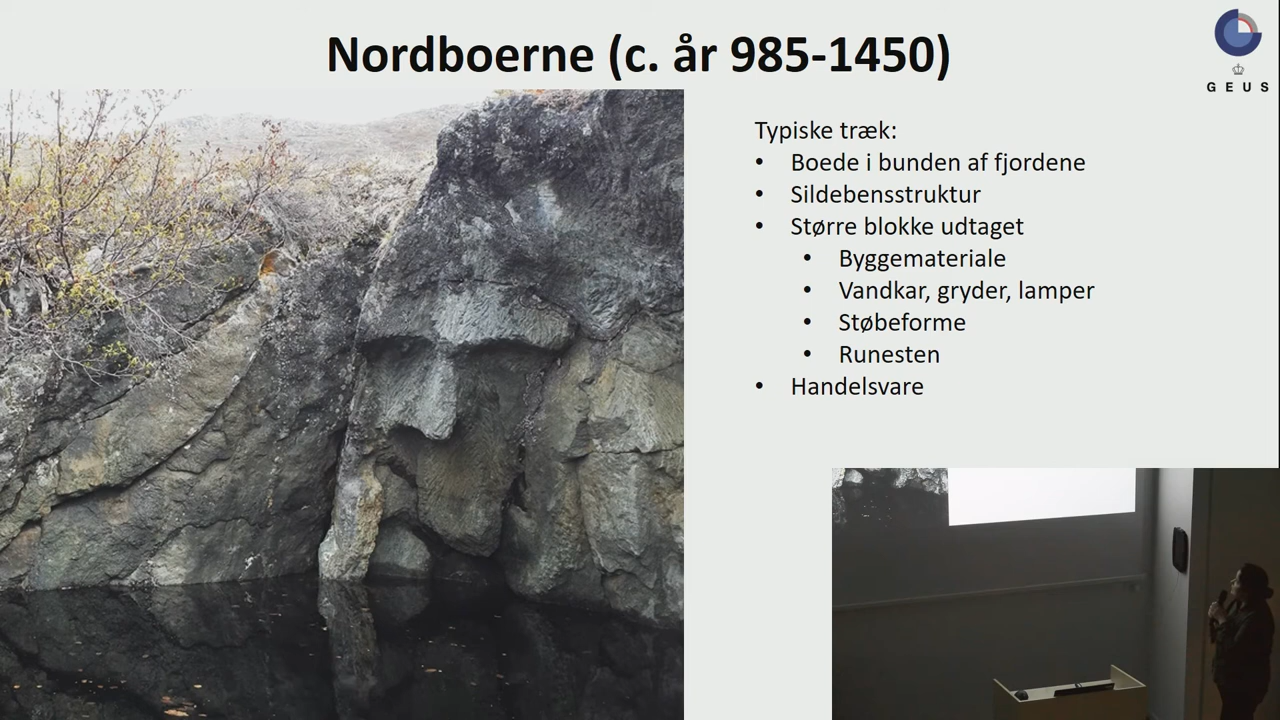 Nordboerne (c. år 985-1450)
GEUS
Typiske træk:
• Boede i bunden af fjordene
• Sildebensstruktur
• Større blokke udtaget
• Byggemateriale
• Vandkar, gryder, lamper
• Støbeforme
• Runesten
• Handelsvare